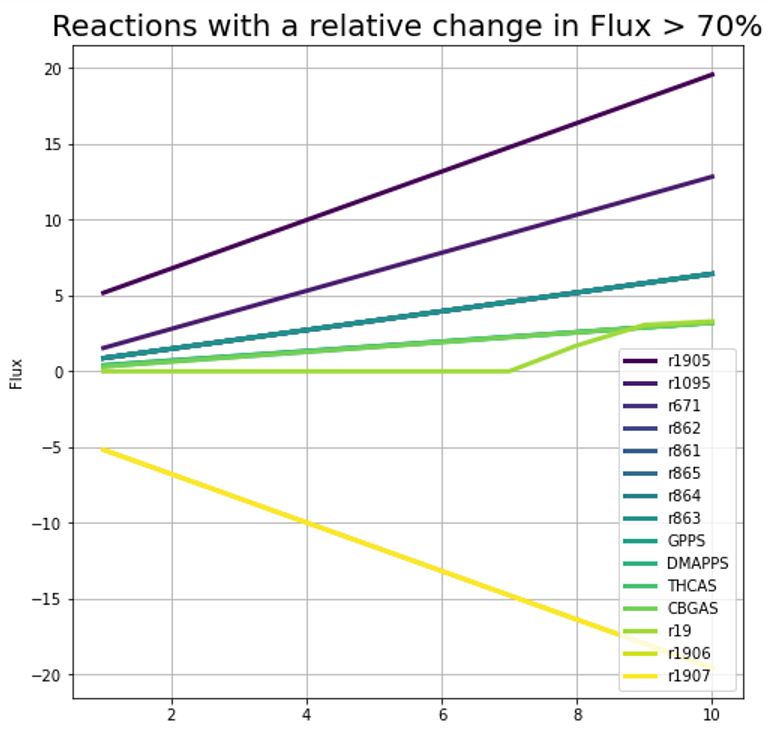 Reactions with a relative change in Flux > 70%
20
15
10
5
0
−5
−10
−15
−20
Flux
r1905
r1095
r671
r862
r861
r865
r864
r863
GPPS
DMAPPS
THCAS
CBGAS
r19
r1906
r1907
2 4 6 8 10